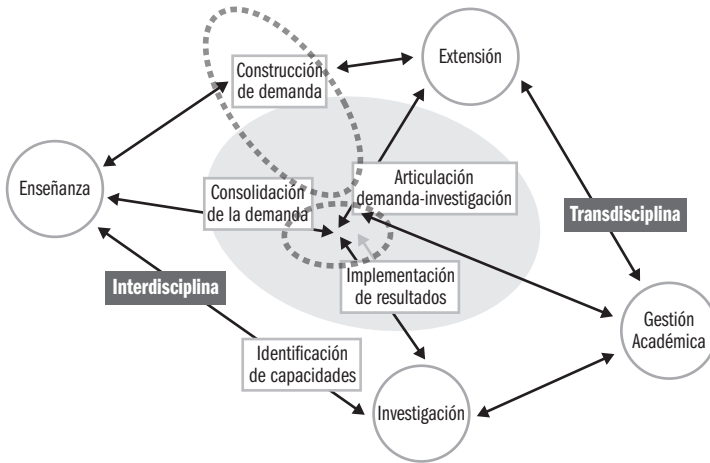 Construcción
de demanda
Extensión
Enseñanza
Consolidación
de la demanda
Articulación
demanda-investigación
Transdisciplina
Interdisciplina
Implementación
de resultados
Gestión
Académica
Identificación
de capacidades
Investigación